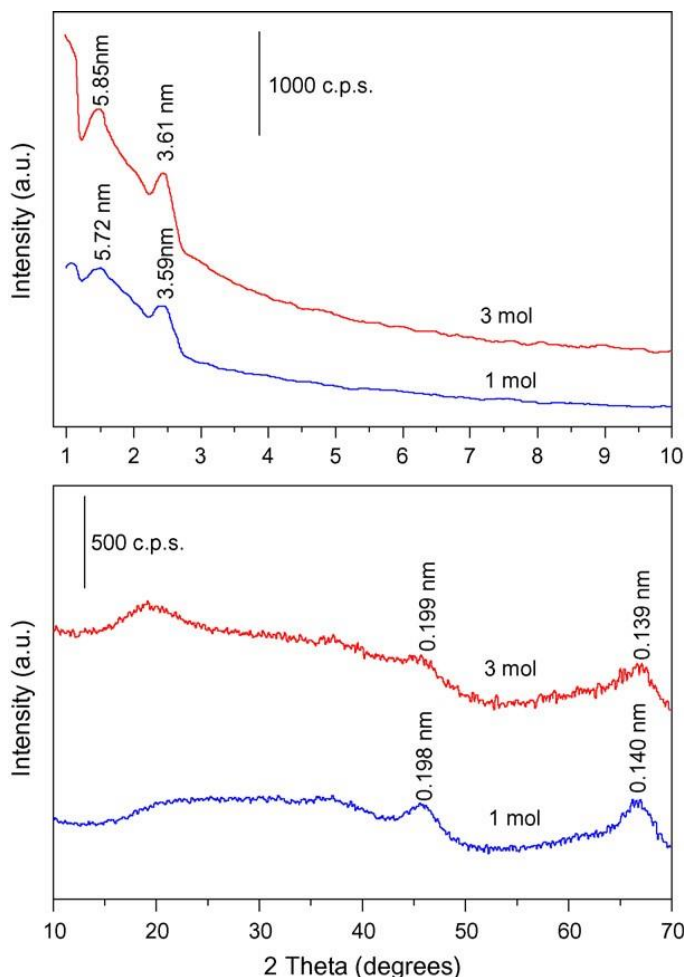 5.85nm
3.61 nm
1000 c.p.s.
5.72 nm
3.59nm
3 mol
1 mol
Intensity (a.u.)
1 2 3 4 5 6 7 8 9 10
500 c.p.s.
0.199 nm
0.139 nm
3 mol
0.198 nm
0.140 nm
1 mol
Intensity (a.u.)
10 20 30 40 50 60 70
2 Theta (degrees)